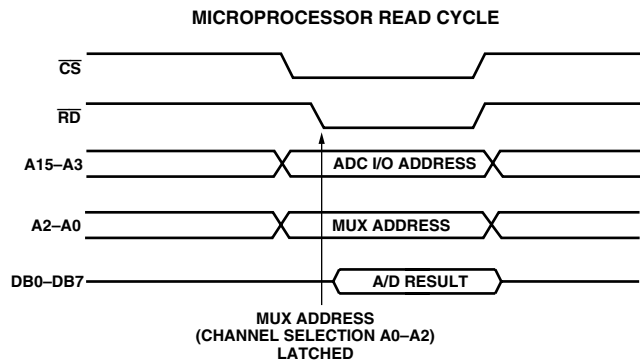 MICROPROCESSOR READ CYCLE
CS
RD
A15–A3
ADC I/O ADDRESS
A2–A0
MUX ADDRESS
DB0–DB7
A/D RESULT
MUX ADDRESS
(CHANNEL SELECTION A0–A2)
LATCHED